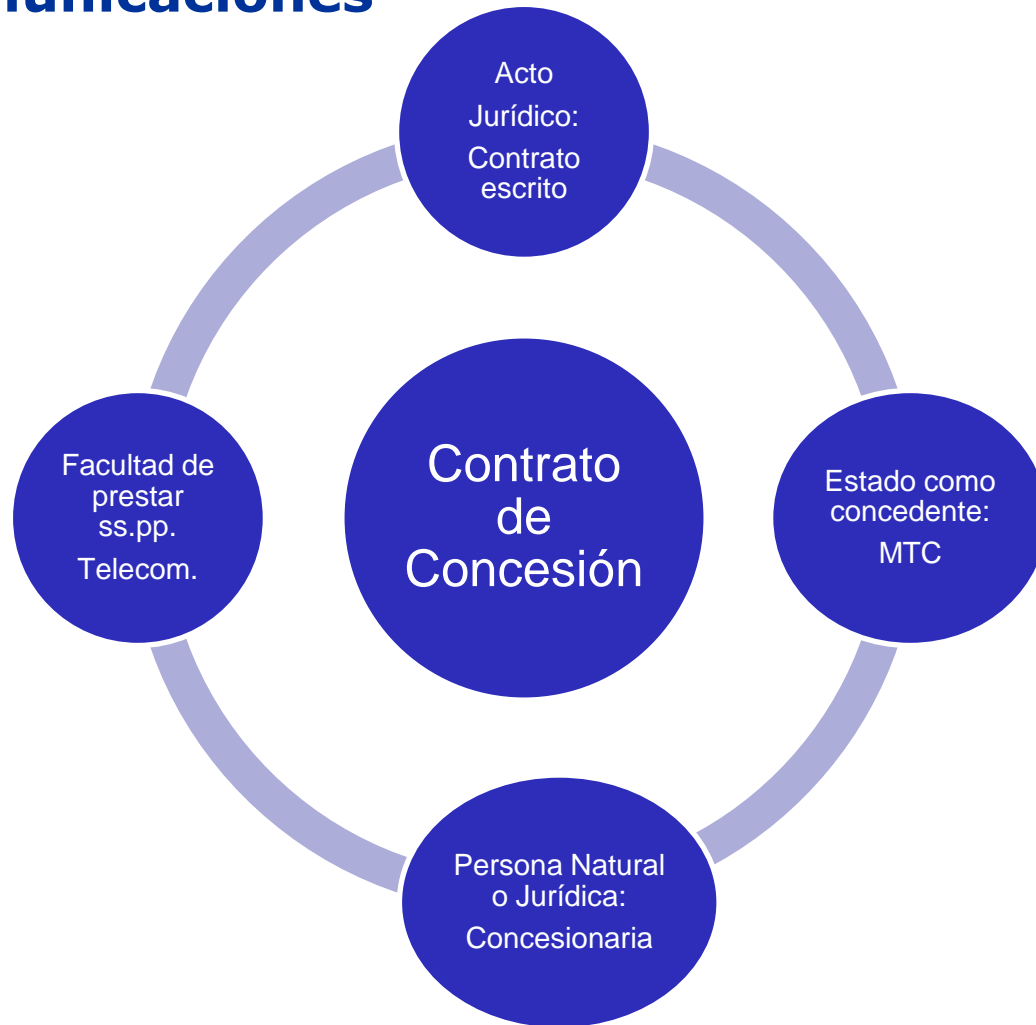 Acto
Jurídico:
Contrato
escrito
Facultad de
prestar
ss.pp.
Telecom.
Contrato
de
Concesión
Estado como
concedente:
MTC
Persona Natural
o Jurídica:
Concesionaria